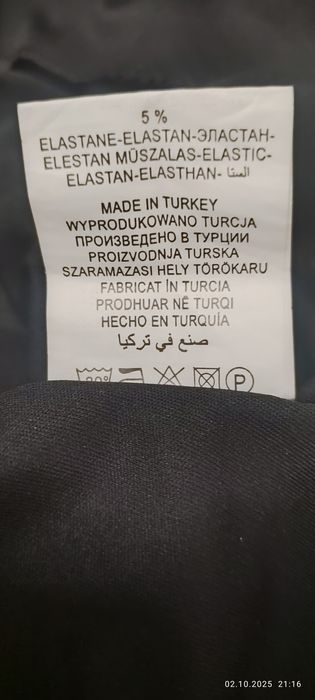 5 %
ELASTANE-ELASTAN-ЭЛАСТАН-
ELESTAN MÜSZALAS-ELASTIC-
ELASTAN-ELASTHAN- الستا
MADE IN TURKEY
WYPRODUKOWANO TURCJA
ПРОИЗВЕДЕНО В ТУРЦИИ
PROIZVODNJA TURSKA
SZARAMAZASI HELY TÖRÖKARU
FABRICAT ÎN TURCIA
PRODHUAR NË TURQI
HECHO EN TURQUÍA
صنع في تركيا
P
02.10.2025 21:16